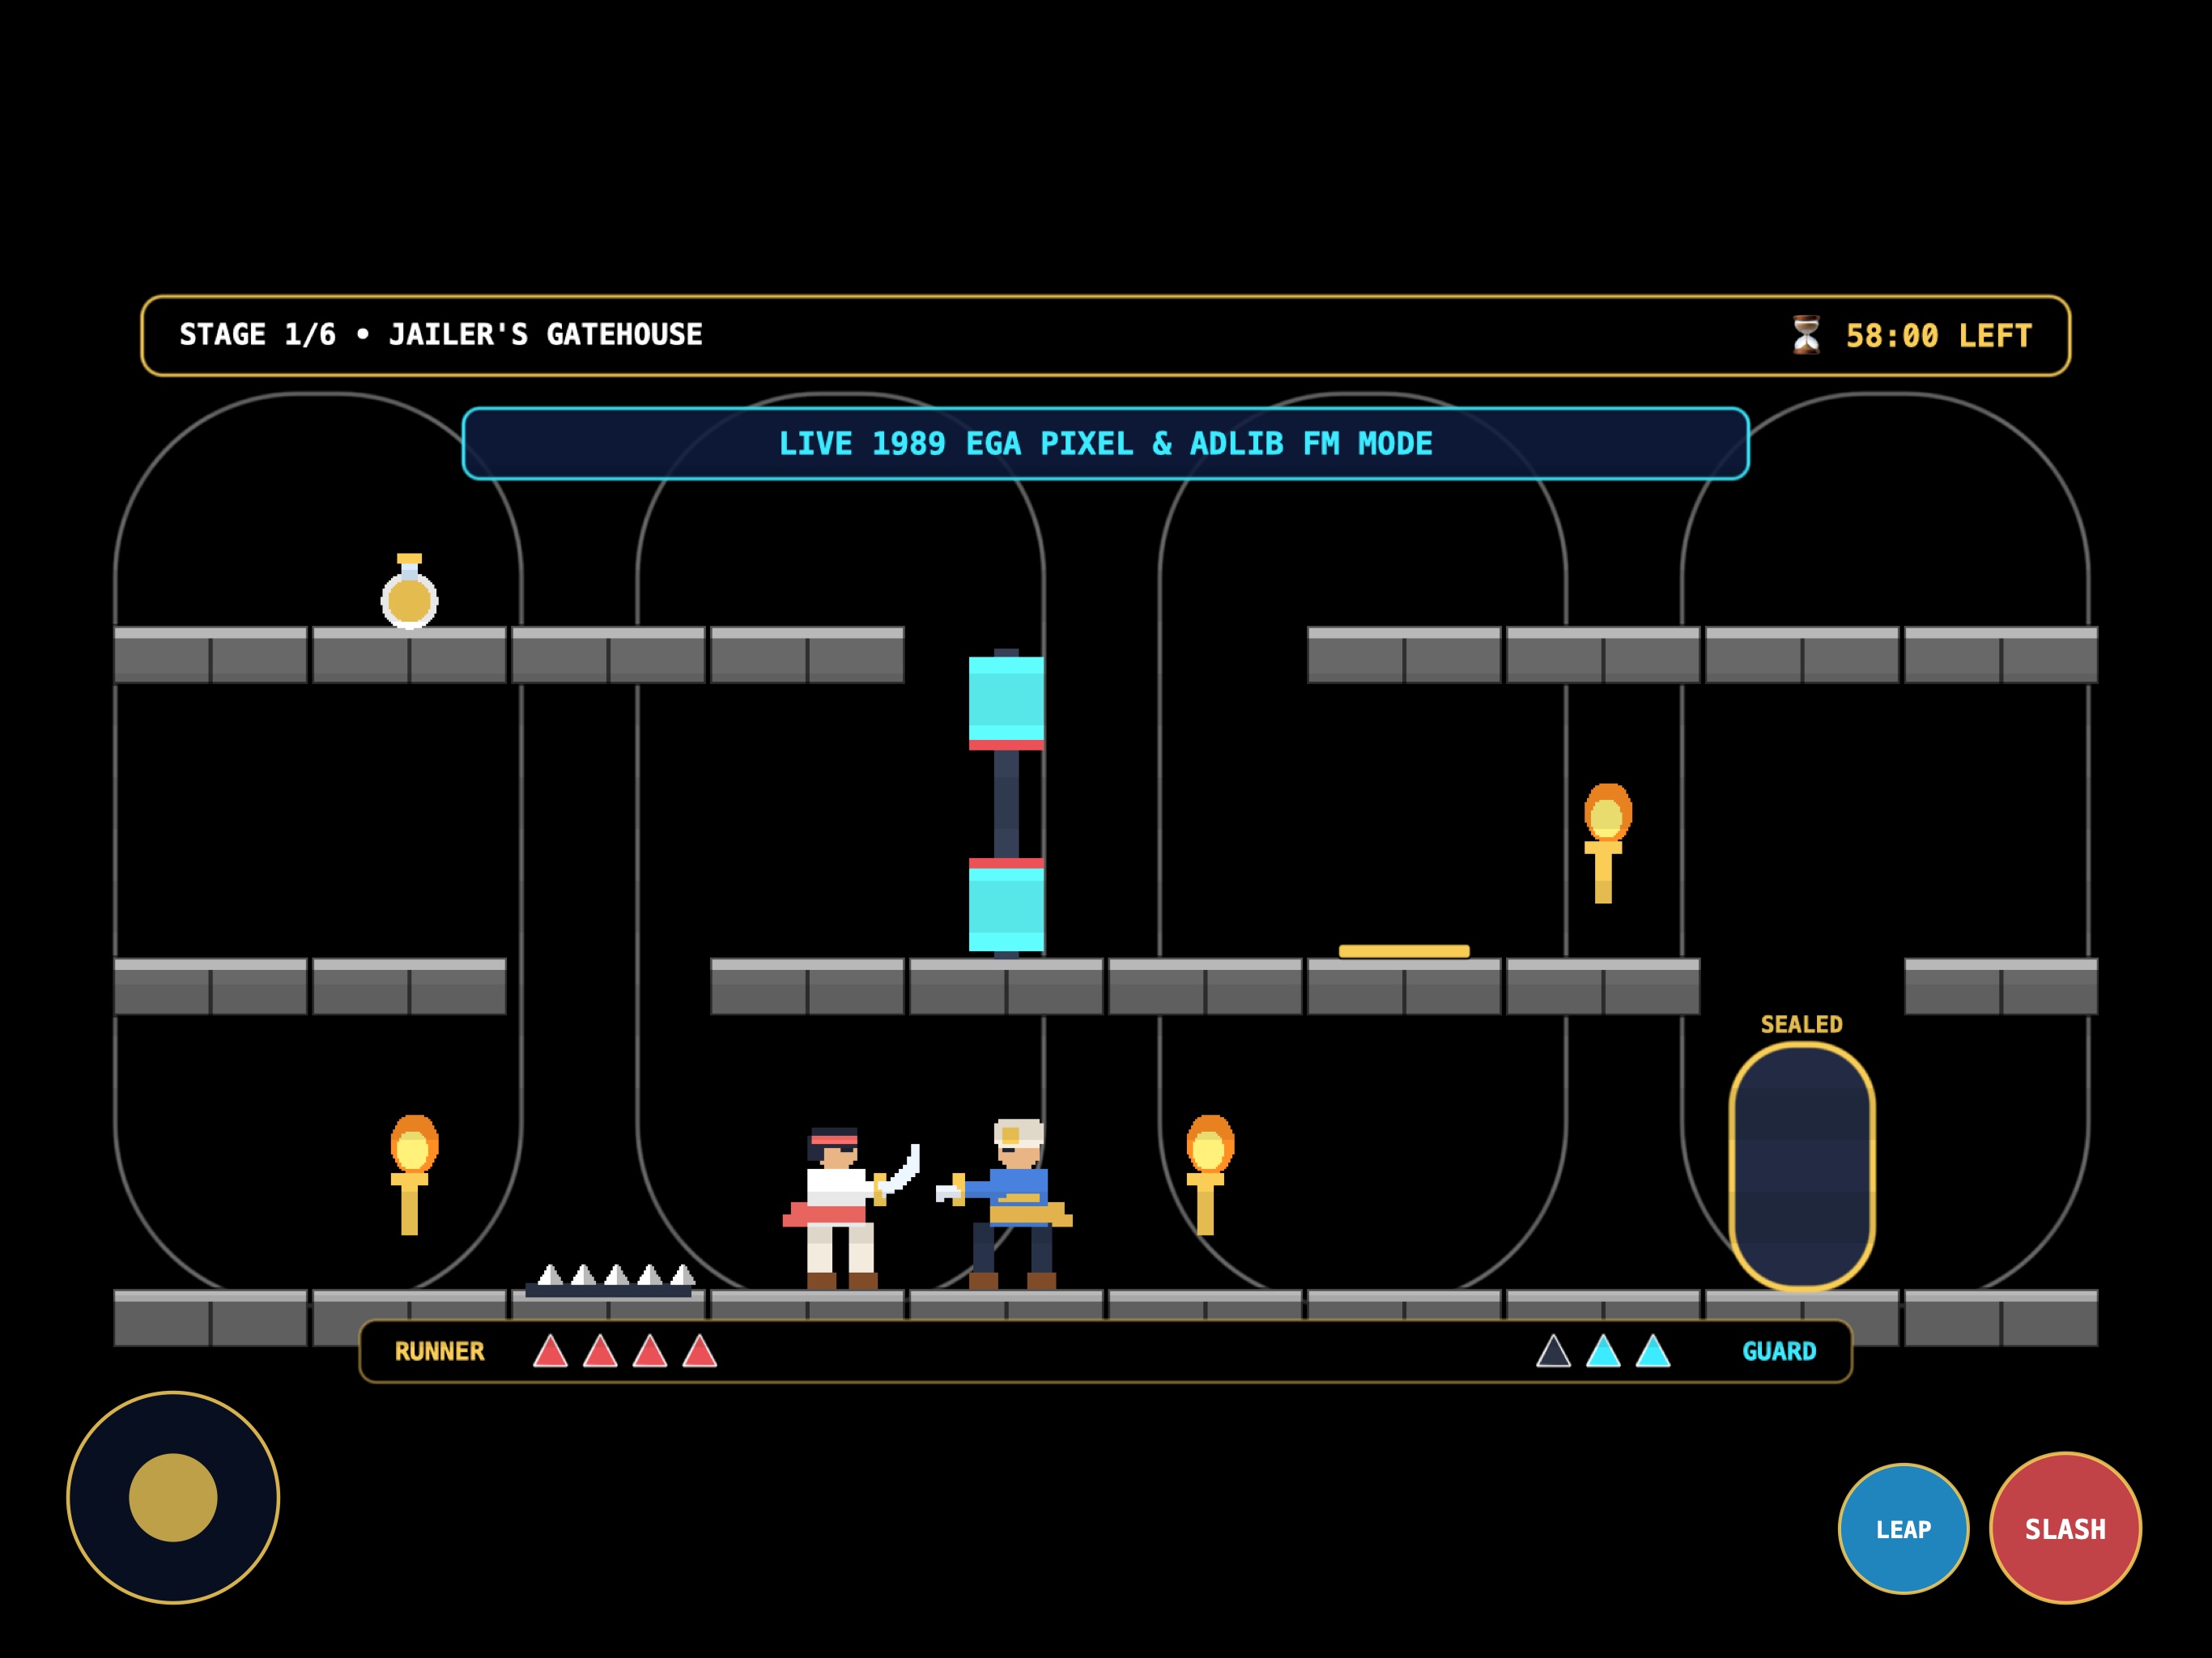 STAGE 1/6 • JAILER'S GATEHOUSE
⏳ 58:00 LEFT
LIVE 1989 EGA PIXEL & ADLIB FM MODE
SEALED
RUNNER
GUARD
LEAP
SLASH